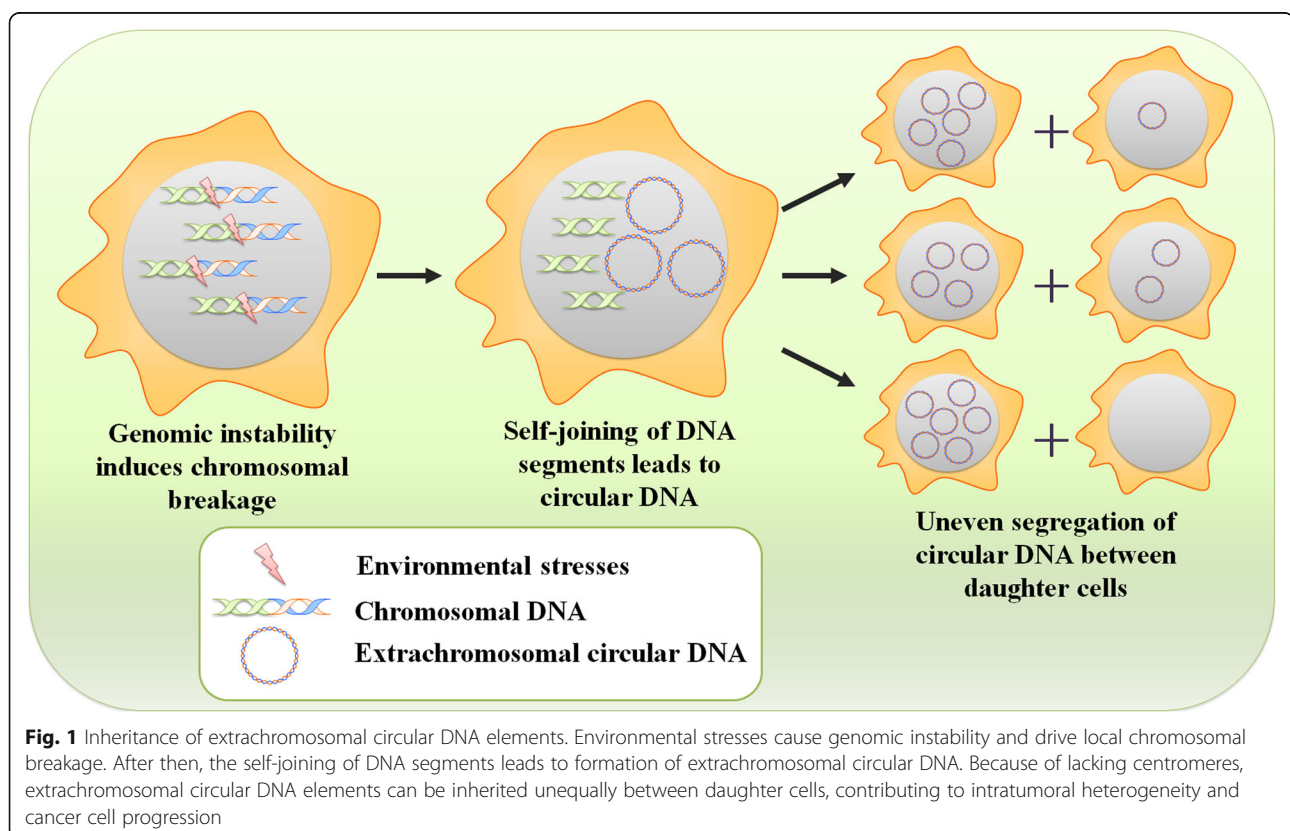 Genomic instability
induces chromosomal
breakage
Self-joining of DNA
segments leads to
circular DNA
Uneven segregation of
circular DNA between
daughter cells
Environmental stresses
Chromosomal DNA
Extrachromosomal circular DNA
Fig. 1 Inheritance of extrachromosomal circular DNA elements. Environmental stresses cause genomic instability and drive local chromosomal
breakage. After then, the self-joining of DNA segments leads to formation of extrachromosomal circular DNA. Because of lacking centromeres,
extrachromosomal circular DNA elements can be inherited unequally between daughter cells, contributing to intratumoral heterogeneity and
cancer cell progression